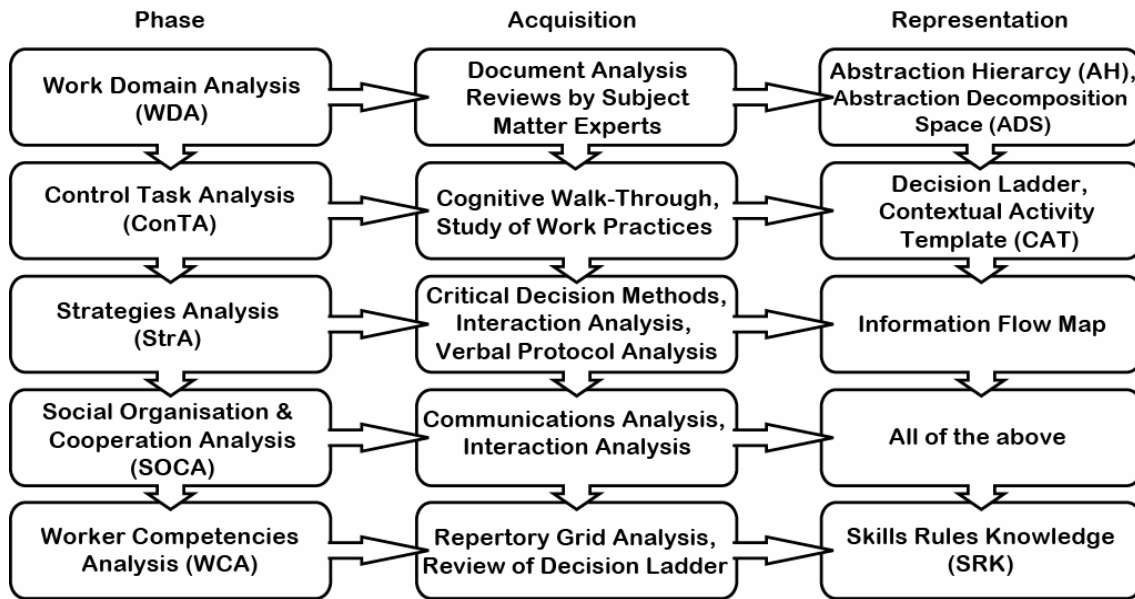 Phase
Acquisition
Representation
Work Domain Analysis
(WDA)
Document Analysis
Reviews by Subject
Matter Experts
Abstraction Hierarcy (AH),
Abstraction Decomposition
Space (ADS)
Control Task Analysis
(ConTA)
Cognitive Walk-Through,
Study of Work Practices
Decision Ladder,
Contextual Activity
Template (CAT)
Strategies Analysis
(StrA)
Critical Decision Methods,
Interaction Analysis,
Verbal Protocol Analysis
Information Flow Map
Social Organisation &
Cooperation Analysis
(SOCA)
Communications Analysis,
Interaction Analysis
All of the above
Worker Competencies
Analysis (WCA)
Repertory Grid Analysis,
Review of Decision Ladder
Skills Rules Knowledge
(SRK)